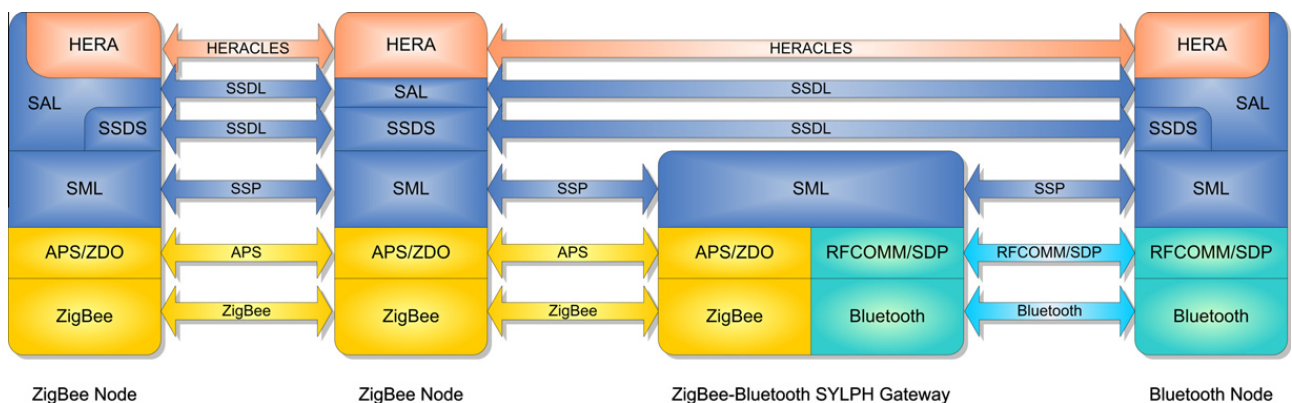 HERA HERACLES HERA HERACLES HERA
SSDL SAL SSDL
SAL SAL
SSDS SSDL SSDS SSDL SSDS
SML SSP SML SSP SML SSP SML
APS/ZDO APS APS/ZDO APS APS/ZDO RFCOMM/SDP RFCOMM/SDP RFCOMM/SDP
ZigBee ZigBee ZigBee ZigBee ZigBee Bluetooth Bluetooth Bluetooth
ZigBee Node ZigBee Node ZigBee-Bluetooth SYLPH Gateway Bluetooth Node